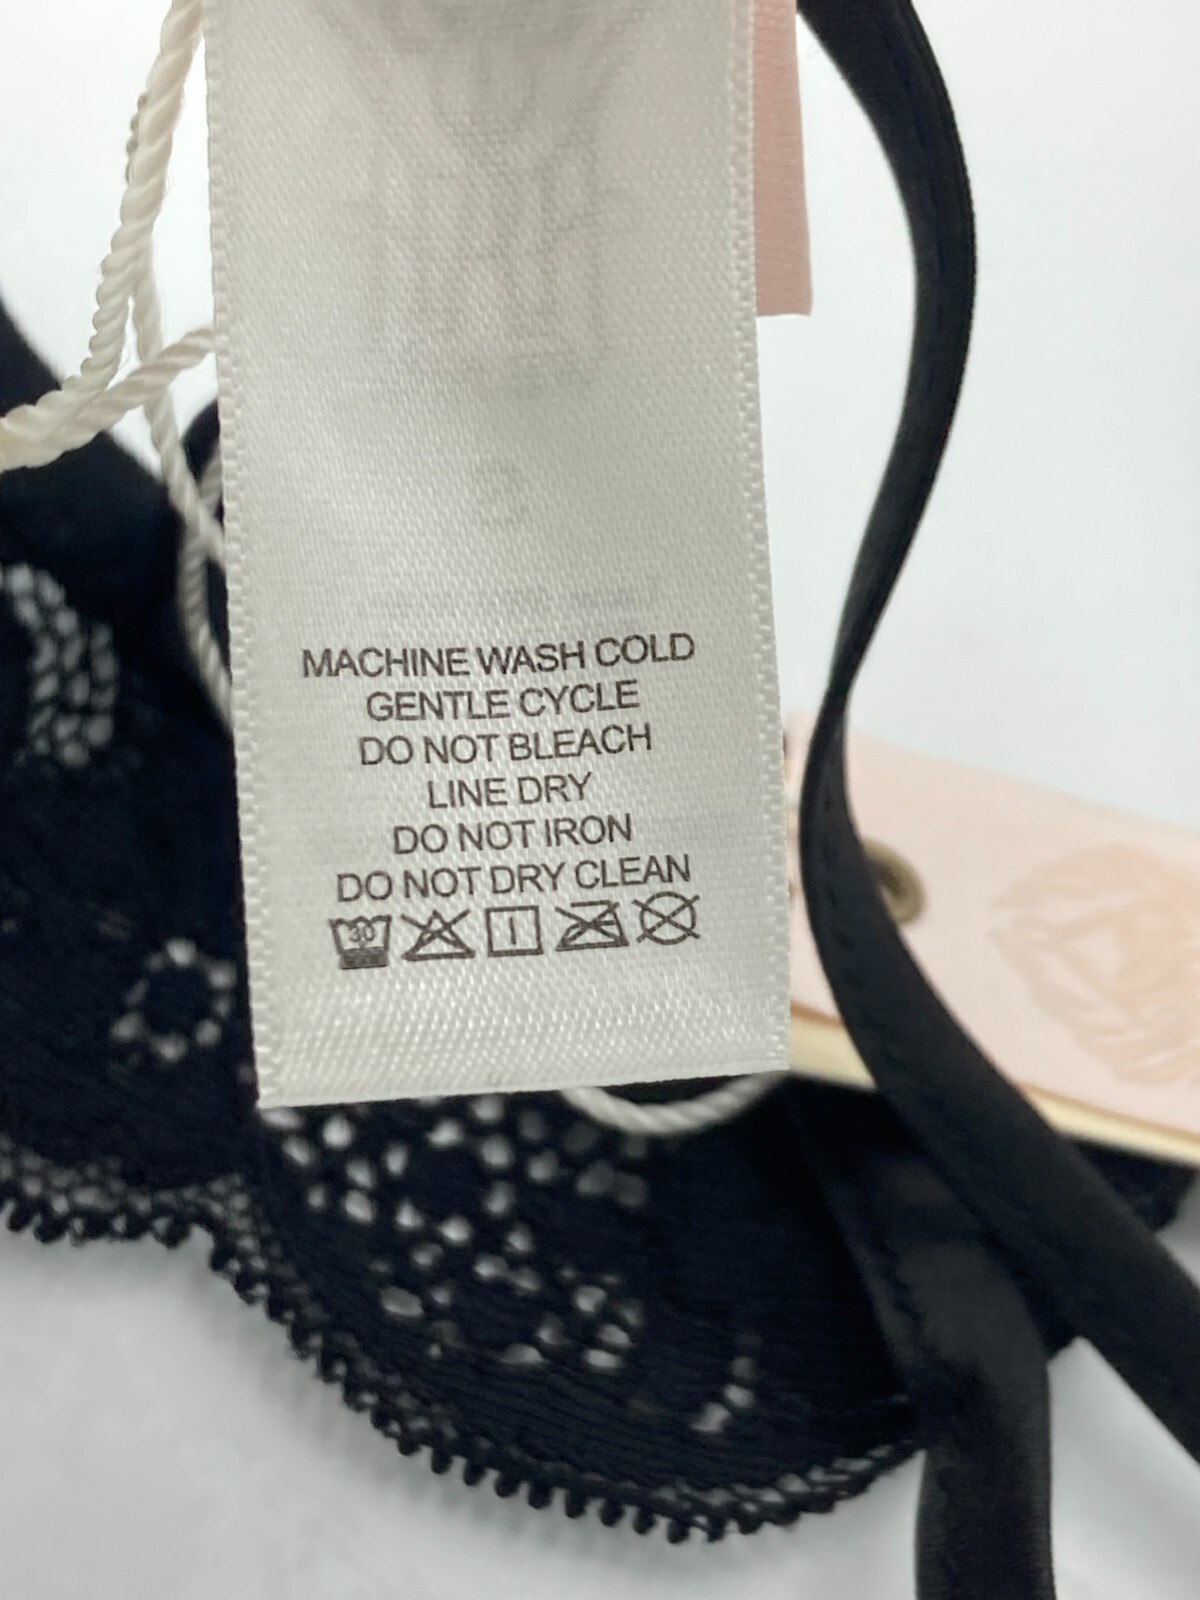 MACHINE WASH COLD
GENTLE CYCLE
DO NOT BLEACH
LINE DRY
DO NOT IRON
DO NOT DRY CLEAN
30